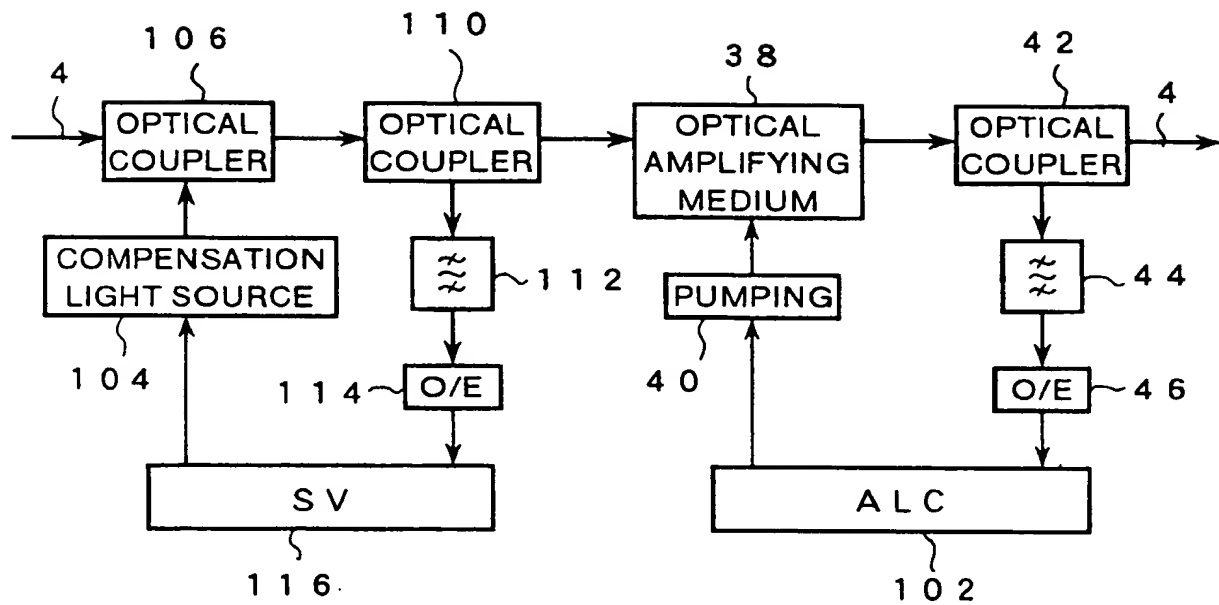 106
110
38
42
4
4
OPTICAL
COUPLER
OPTICAL
COUPLER
OPTICAL
AMPLIFYING
MEDIUM
OPTICAL
COUPLER
COMPENSATION
LIGHT SOURCE
112
PUMPING
44
104
114
O/E
40
O/E
46
SV
ALC
116
102